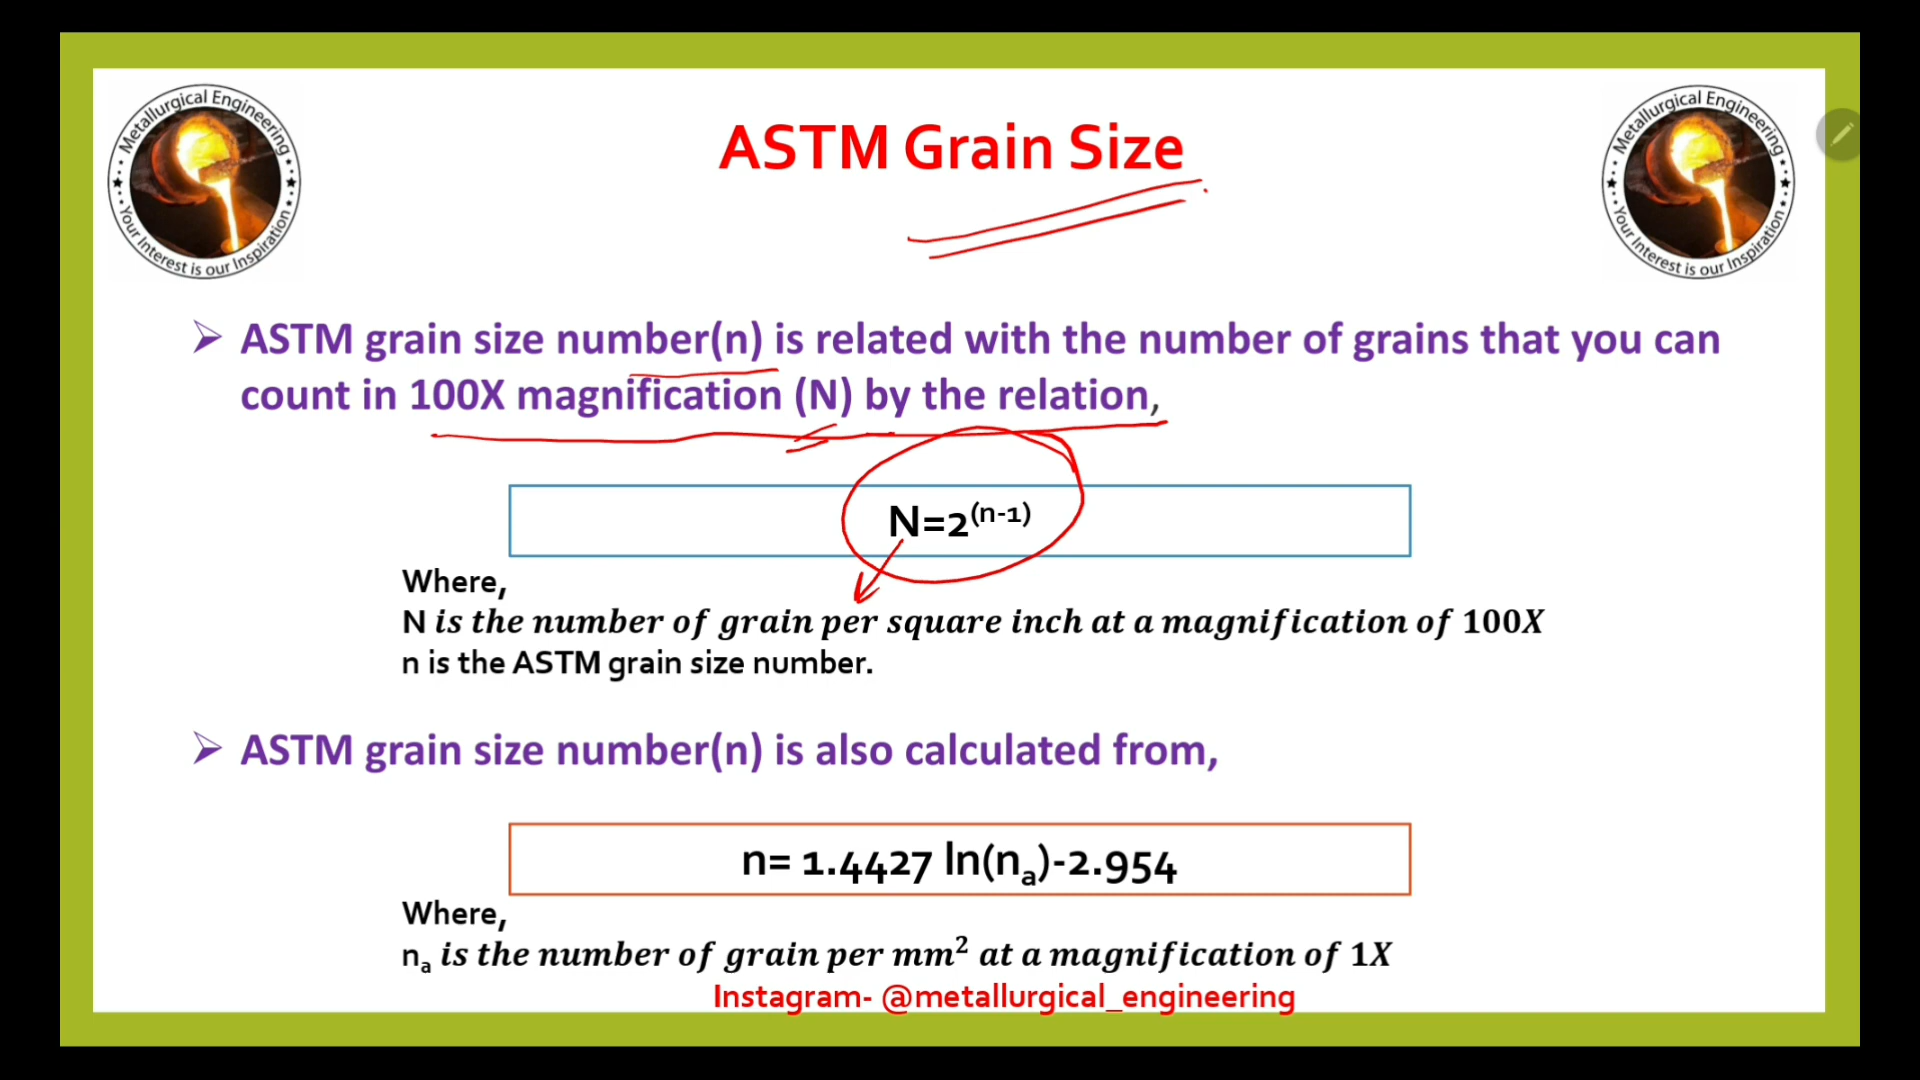 Metallurgical Engineering
Your Interest is our Inspiration
ASTM Grain Size
Metallurgical Engineering
Your Interest is our Inspiration
➢ ASTM grain size number(n) is related with the number of grains that you can
count in 100X magnification (N) by the relation,
N=2⁽ⁿ⁻¹⁾
Where,
N is the number of grain per square inch at a magnification of 100X
n is the ASTM grain size number.
➢ ASTM grain size number(n) is also calculated from,
n= 1.4427 ln(nₐ)-2.954
Where,
nₐ is the number of grain per mm² at a magnification of 1X
Instagram- @metallurgical_engineering